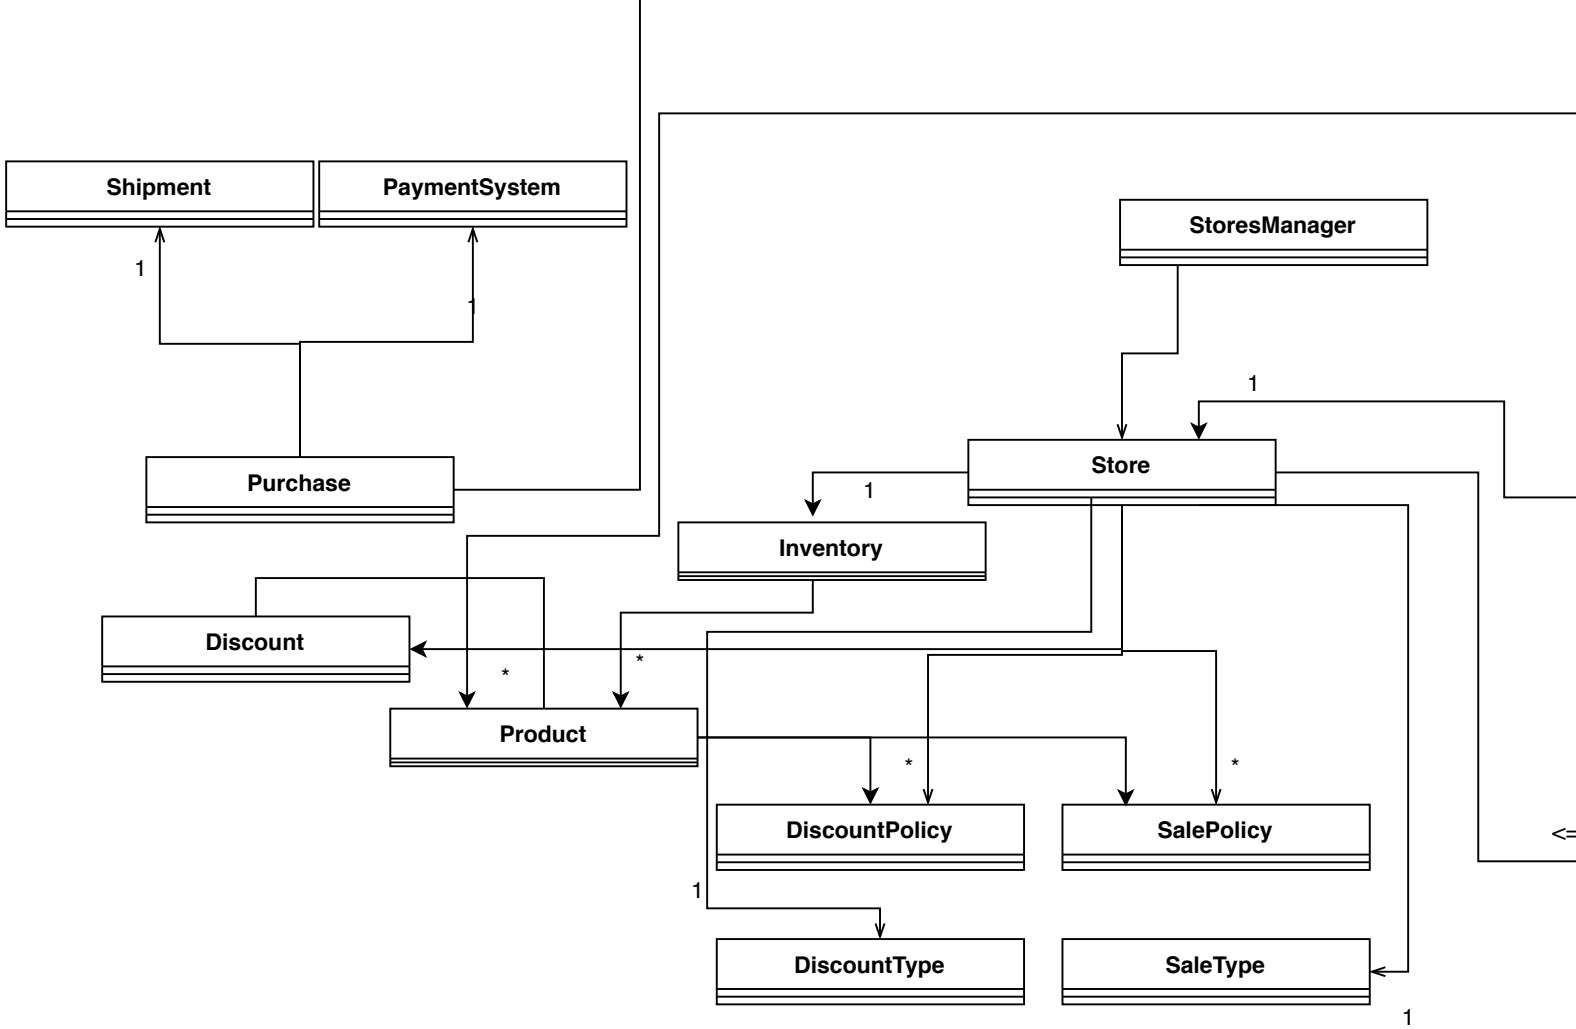 Shipment
PaymentSystem
StoresManager
1
1
1
Store
Purchase
1
Inventory
Discount
*
*
Product
*
*
DiscountPolicy
SalePolicy
<=
1
DiscountType
SaleType
1